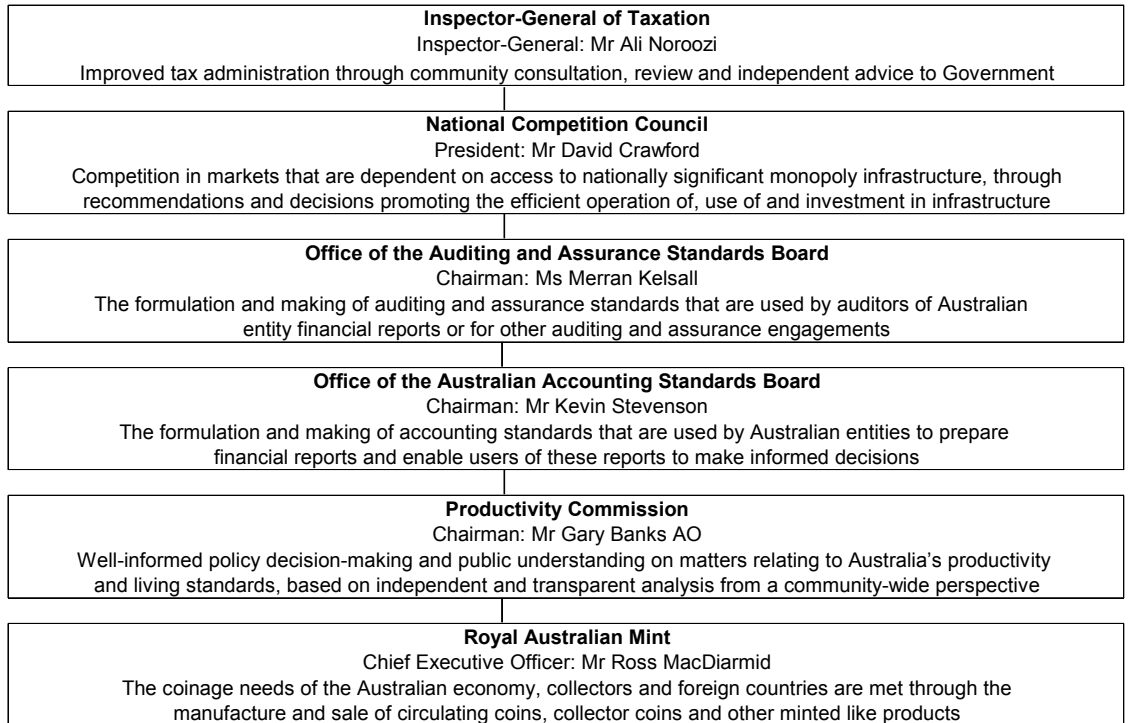 Inspector-General of Taxation
Inspector-General: Mr Ali Noroozi
Improved tax administration through community consultation, review and independent advice to Government
National Competition Council
President: Mr David Crawford
Competition in markets that are dependent on access to nationally significant monopoly infrastructure, through
recommendations and decisions promoting the efficient operation of, use of and investment in infrastructure
Office of the Auditing and Assurance Standards Board
Chairman: Ms Merran Kelsall
The formulation and making of auditing and assurance standards that are used by auditors of Australian
entity financial reports or for other auditing and assurance engagements
Office of the Australian Accounting Standards Board
Chairman: Mr Kevin Stevenson
The formulation and making of accounting standards that are used by Australian entities to prepare
financial reports and enable users of these reports to make informed decisions
Productivity Commission
Chairman: Mr Gary Banks AO
Well-informed policy decision-making and public understanding on matters relating to Australia’s productivity
and living standards, based on independent and transparent analysis from a community-wide perspective
Royal Australian Mint
Chief Executive Officer: Mr Ross MacDiarmid
The coinage needs of the Australian economy, collectors and foreign countries are met through the
manufacture and sale of circulating coins, collector coins and other minted like products